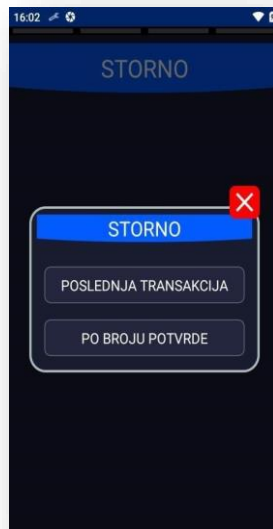 16:02
STORNO
STORNO
POSLEDNJA TRANSAKCIJA
PO BROJU POTVRDE